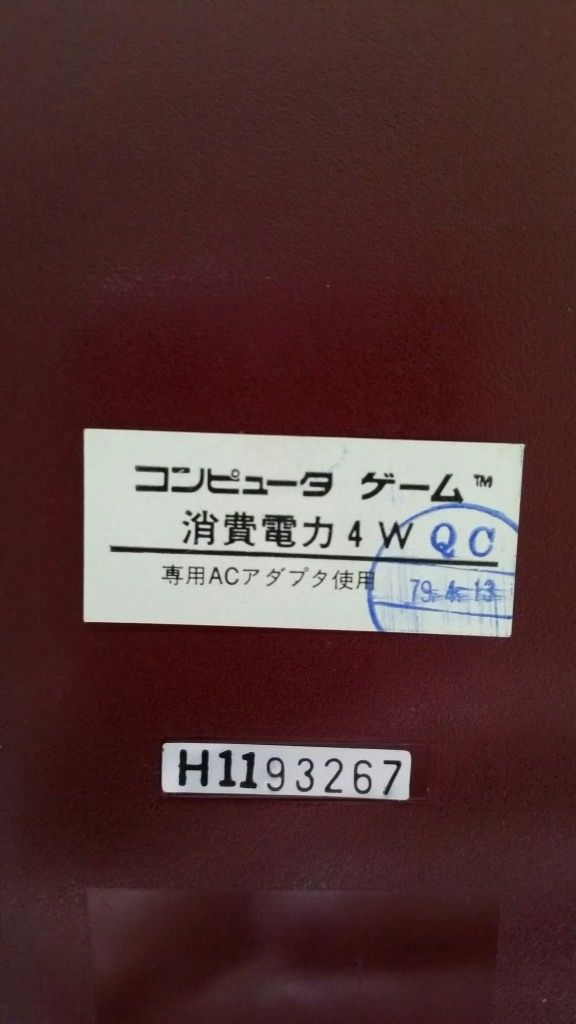 コンピュータ ゲーム™
消費電力4W
専用ACアダプタ使用
QC
79.4.13
H1193267